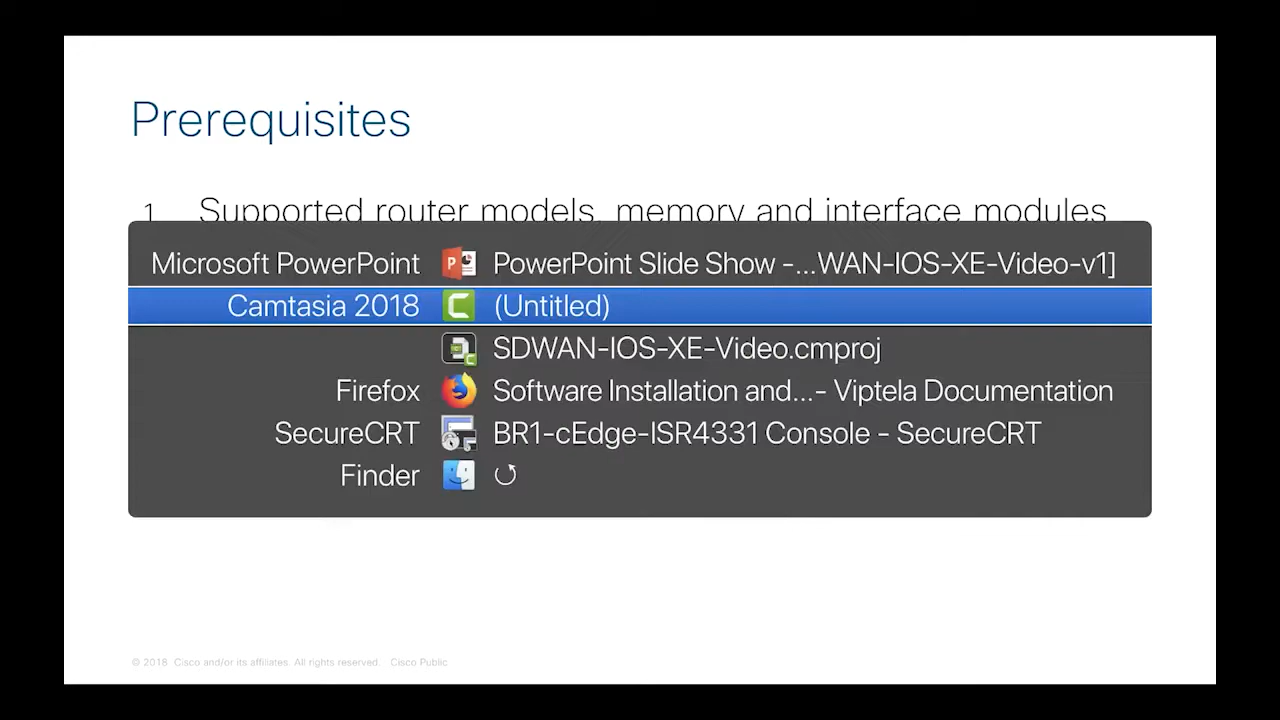 Prerequisites
1. Supported router models, memory and interface modules
Microsoft PowerPoint PowerPoint Slide Show -...WAN-IOS-XE-Video-v1]
Camtasia 2018 (Untitled)
SDWAN-IOS-XE-Video.cmproj
Firefox Software Installation and...- Viptela Documentation
SecureCRT BR1-cEdge-ISR4331 Console - SecureCRT
Finder
© 2018 Cisco and/or its affiliates. All rights reserved. Cisco Public